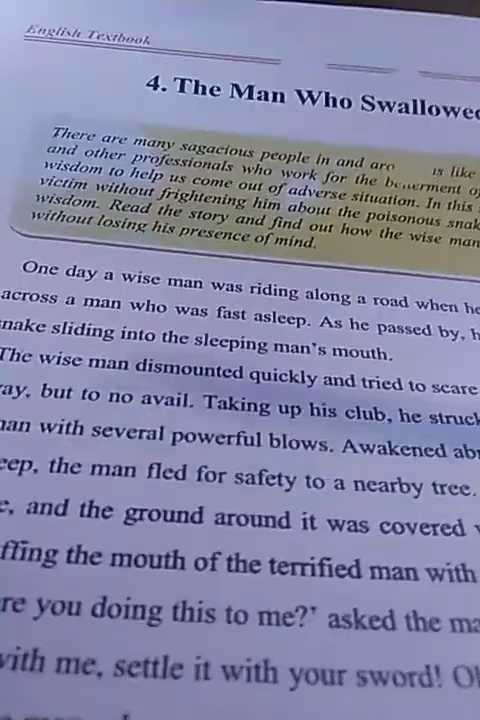 English Textbook
4. The Man Who Swallowe
There are many sagacious people in and aro is like
and other professionals who work for the betterment o
wisdom to help us come out of adverse situation. In this
victim without frightening him about the poisonous snak
wisdom. Read the story and find out how the wise man
without losing his presence of mind.
One day a wise man was riding along a road when he
across a man who was fast asleep. As he passed by, h
snake sliding into the sleeping man's mouth.
The wise man dismounted quickly and tried to scare
ay, but to no avail. Taking up his club, he struck
an with several powerful blows. Awakened ab
eep, the man fled for safety to a nearby tree.
e, and the ground around it was covered
ffing the mouth of the terrified man with
re you doing this to me?' asked the ma
with me, settle it with your sword! O